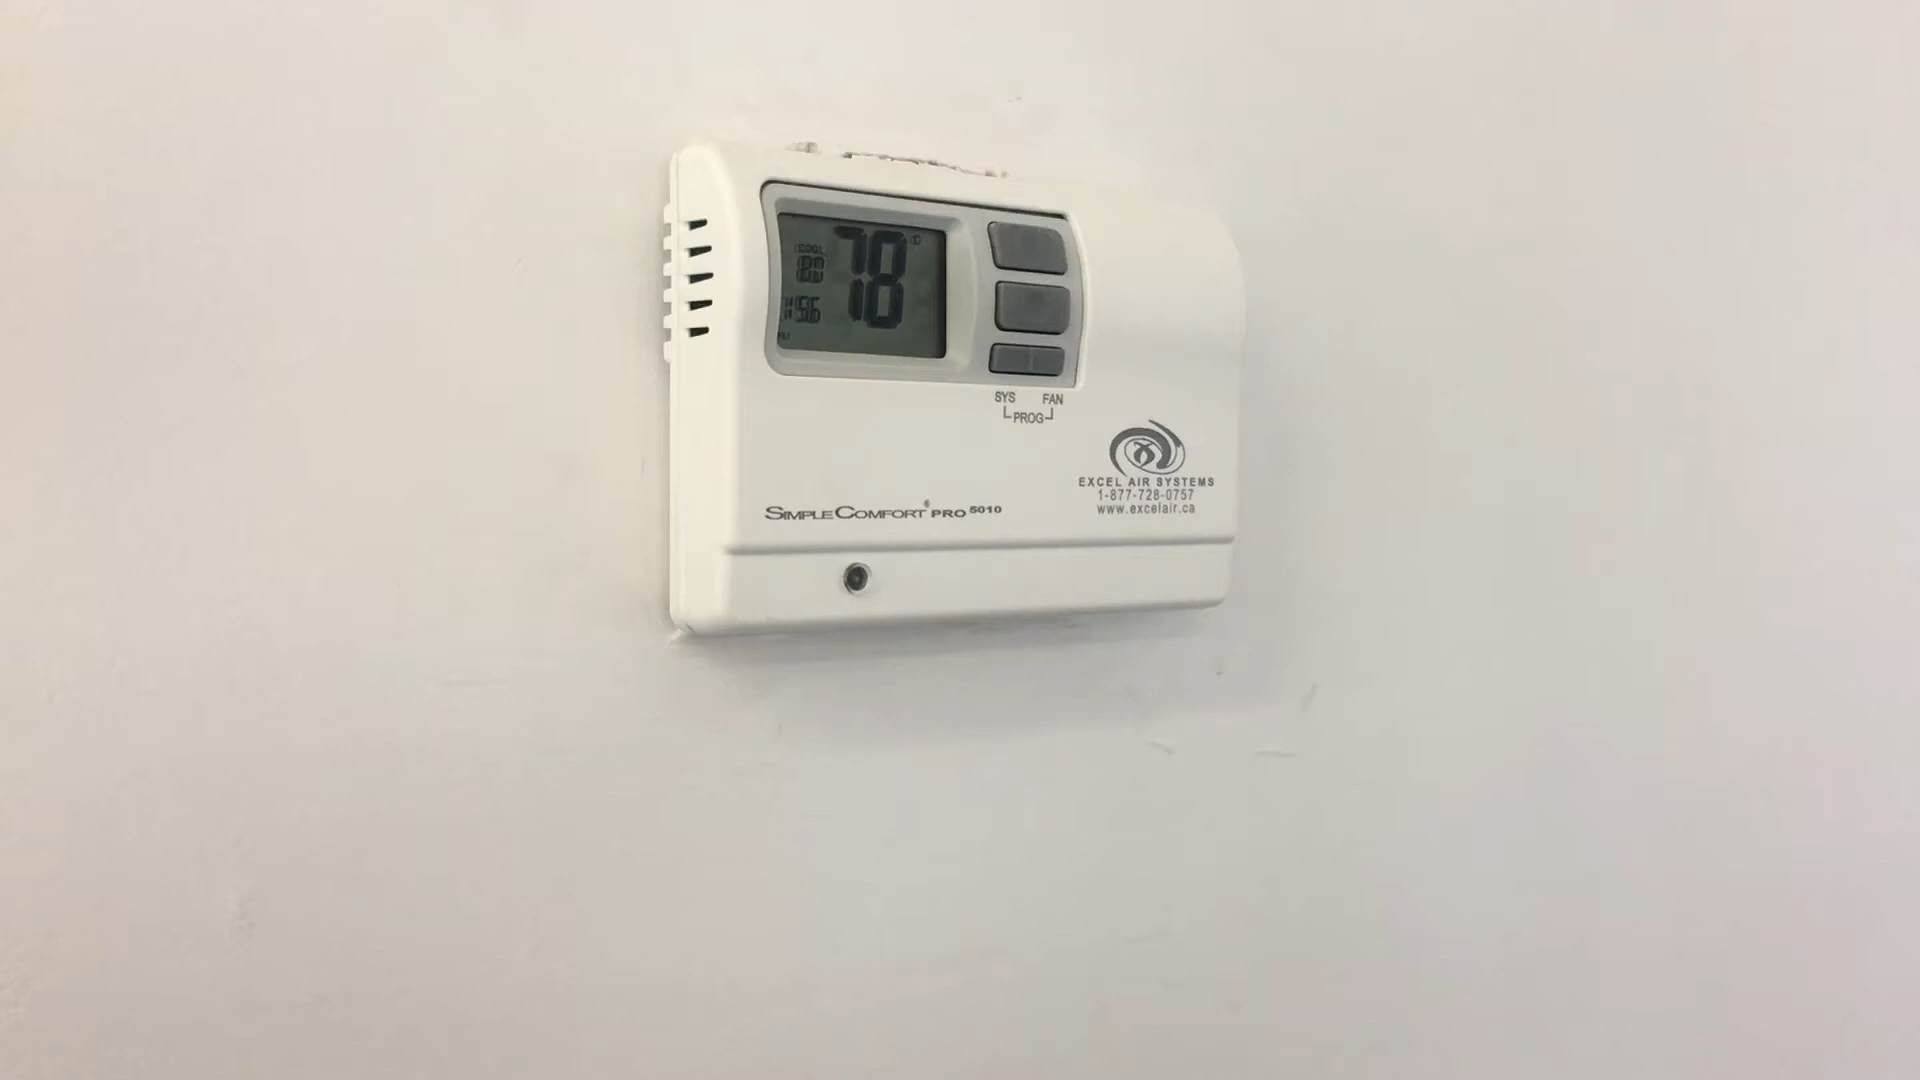 COOL
78
SYS FAN
PROG
EXCEL AIR SYSTEMS
1-877-728-0757
www.excelair.ca
SIMPLECOMFORT® PRO 5010